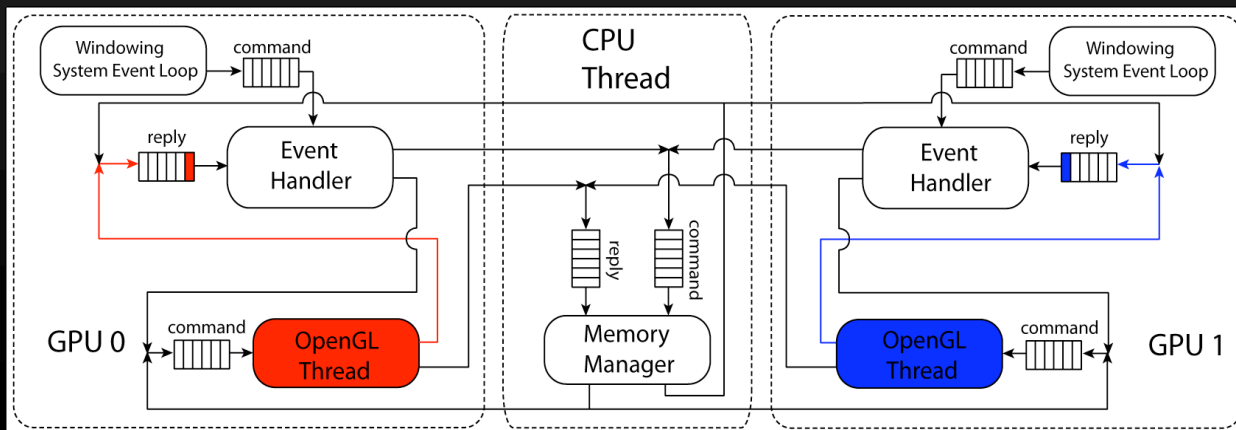 Windowing
System Event Loop
command
reply
Event
Handler
GPU 0
command
OpenGL
Thread
CPU
Thread
reply
command
Memory
Manager
command
Windowing
System Event Loop
Event
Handler
reply
OpenGL
Thread
command
GPU 1